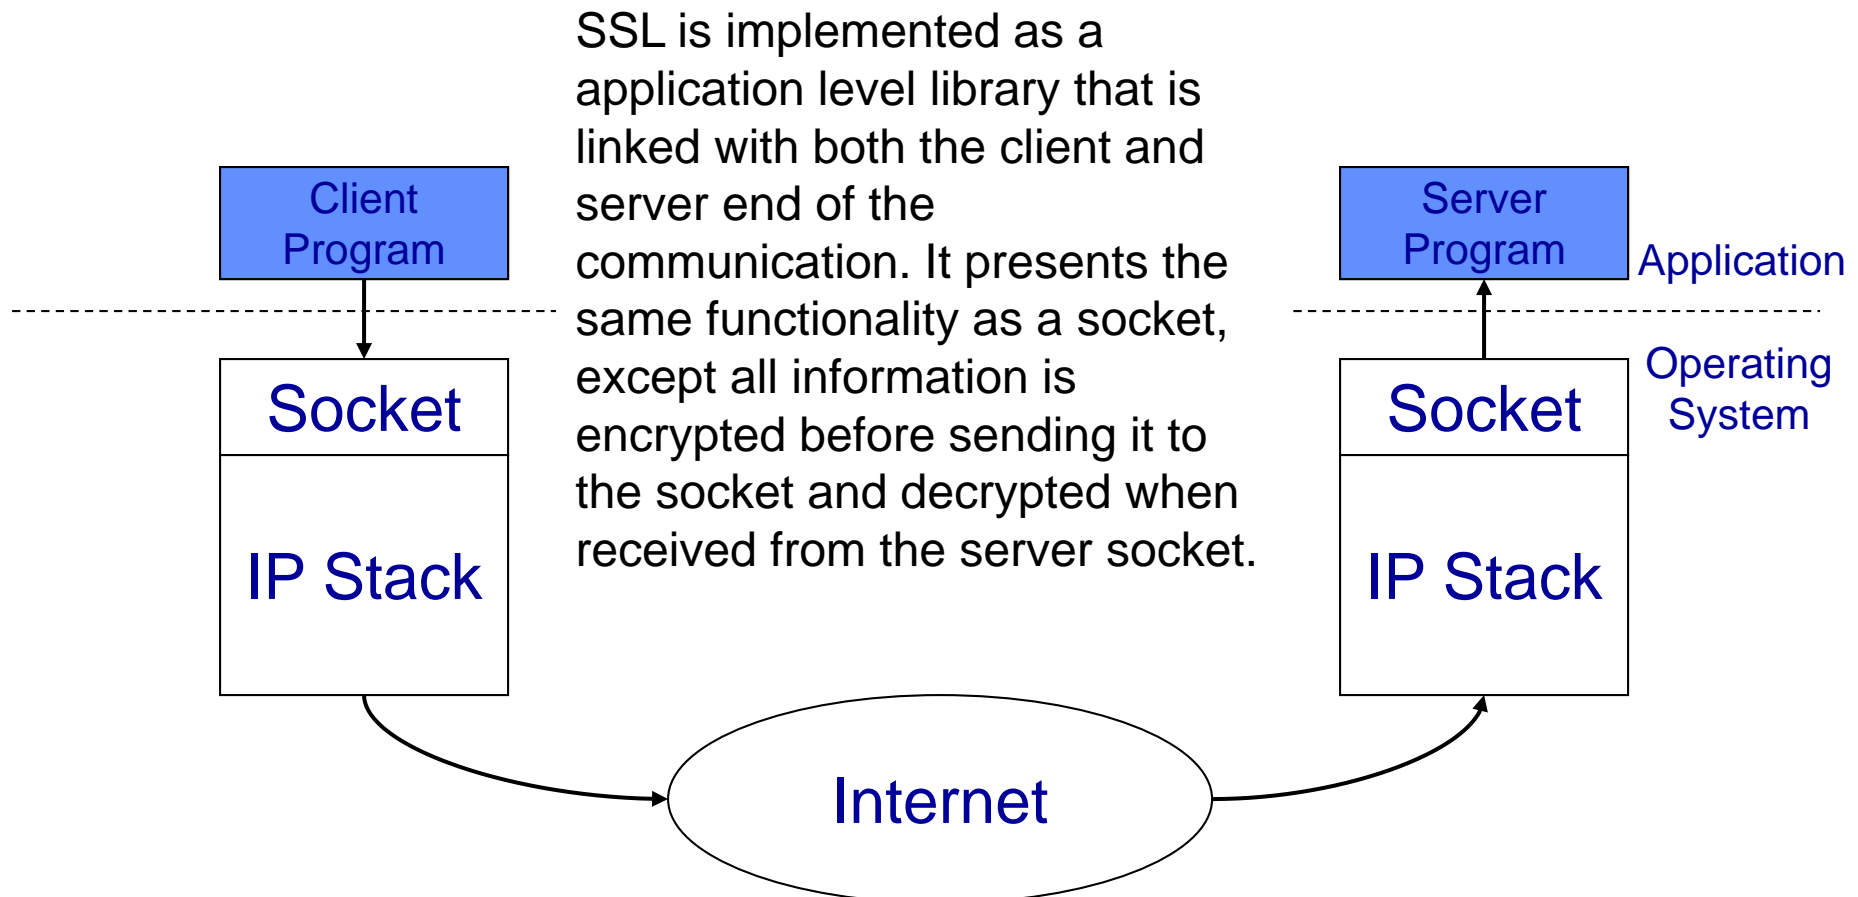 SSL is implemented as a
application level library that is
linked with both the client and
server end of the
communication. It presents the
same functionality as a socket,
except all information is
encrypted before sending it to
the socket and decrypted when
received from the server socket.
Client
Program
Socket
IP Stack
Internet
Server
Program
Application
Operating
System
Socket
IP Stack